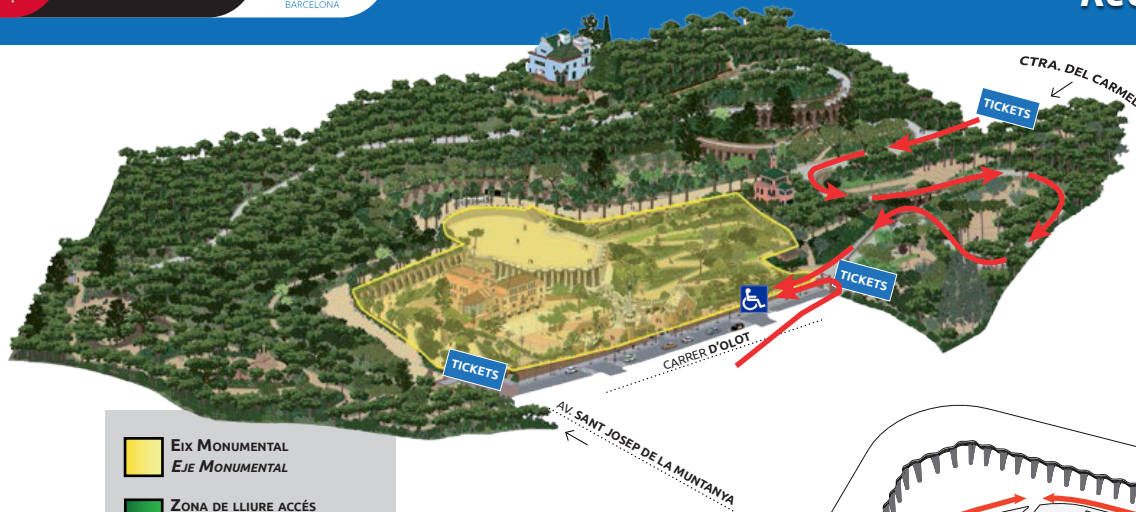 BARCELONA
CTRA. DEL CARMEL
TICKETS
TICKETS
TICKETS
CARRER D'OLOT
AV. SANT JOSEP DE LA MUNTANYA
EIX MONUMENTAL
EJE MONUMENTAL
ZONA DE LLIURE ACCÉS